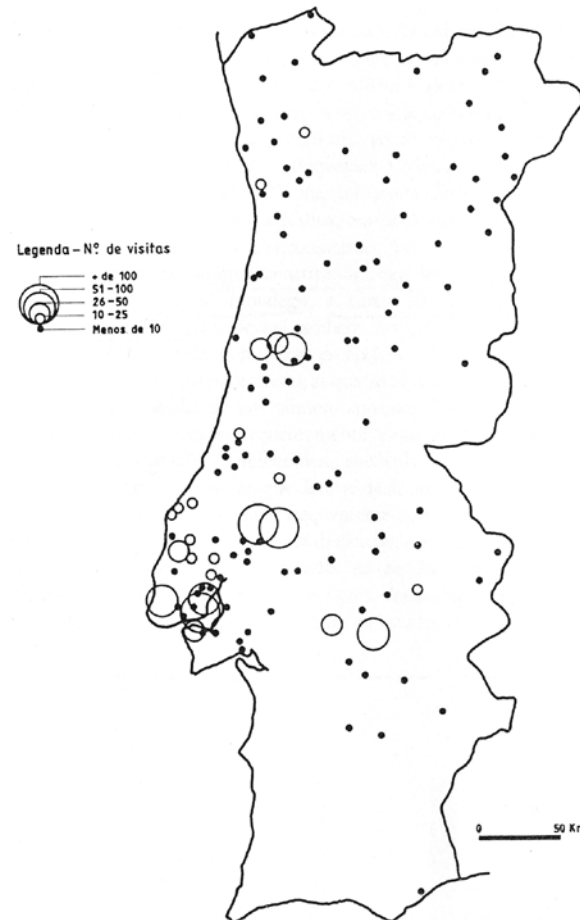 Legenda – Nº de visitas
+ de 100
51-100
26-50
10-25
Menos de 10
0 50 Km